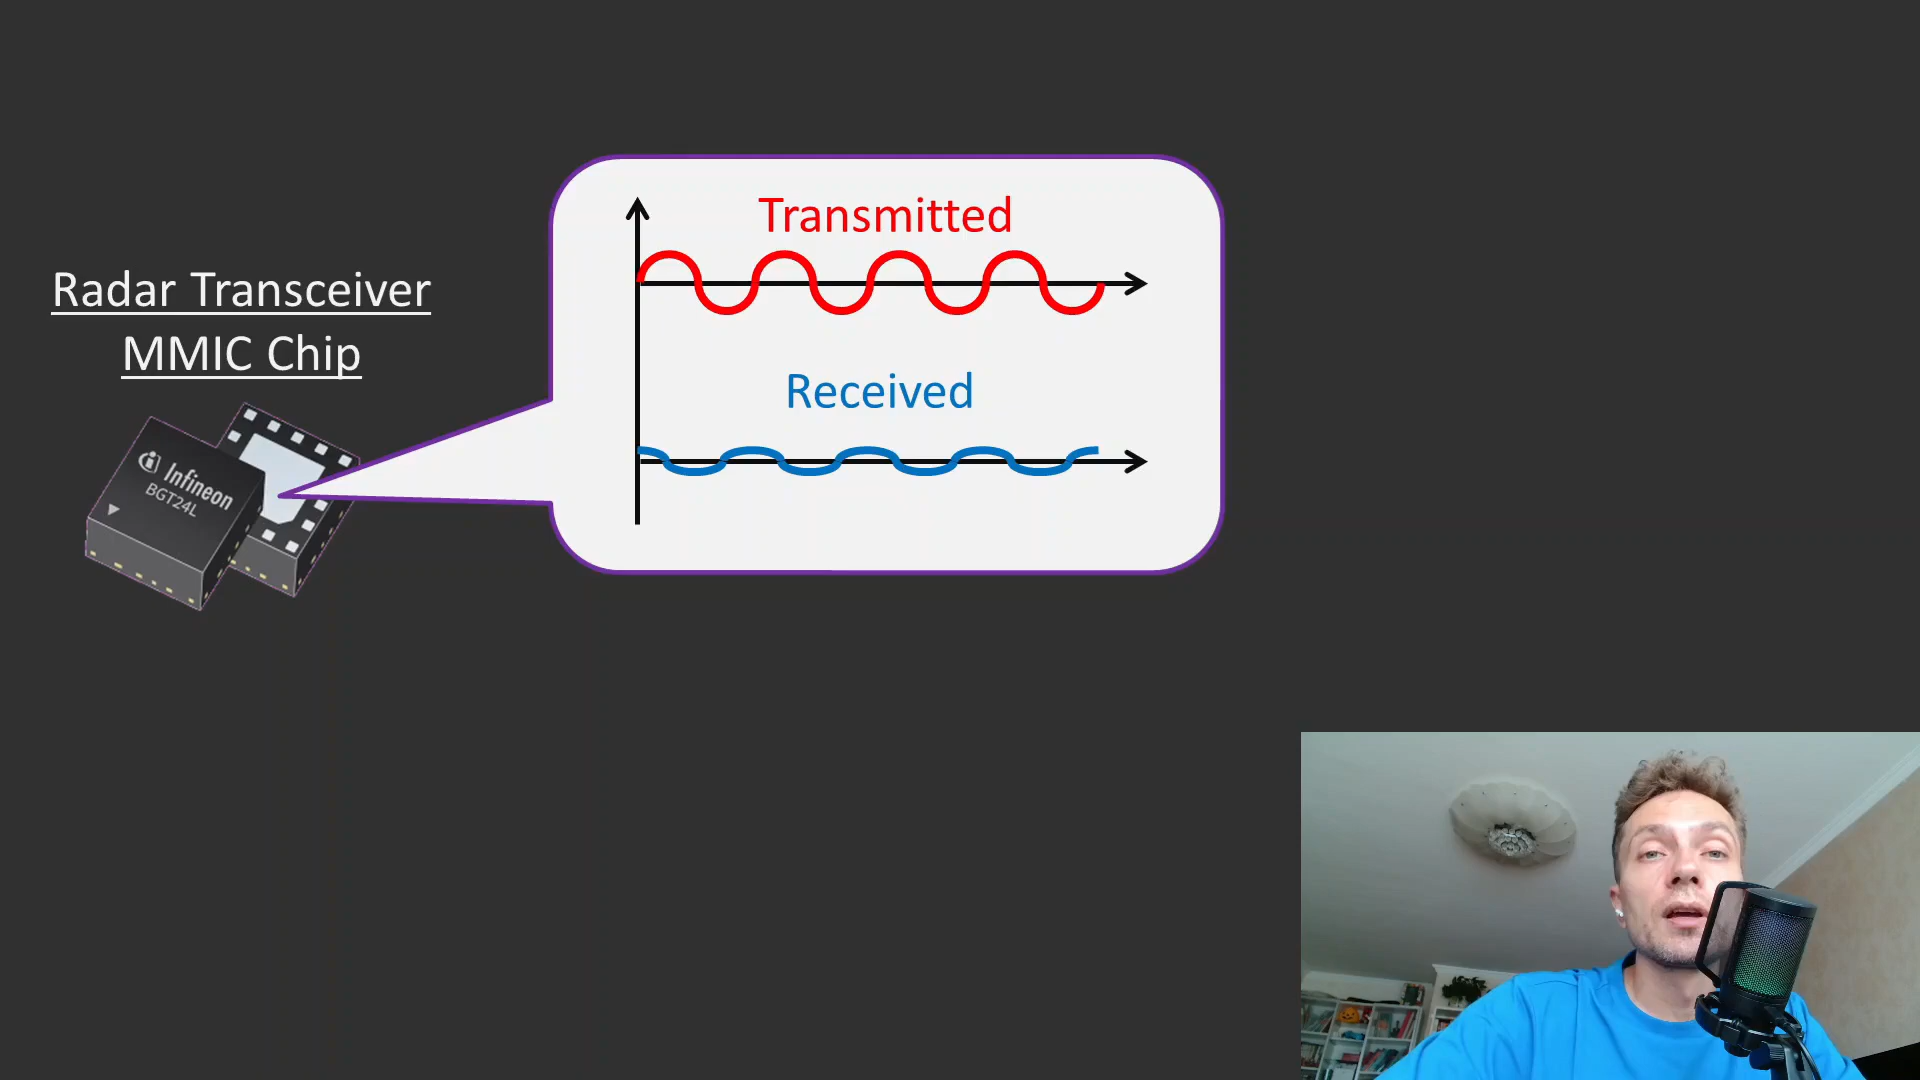 Radar Transceiver
MMIC Chip
Infineon
BGT24L
Transmitted
Received